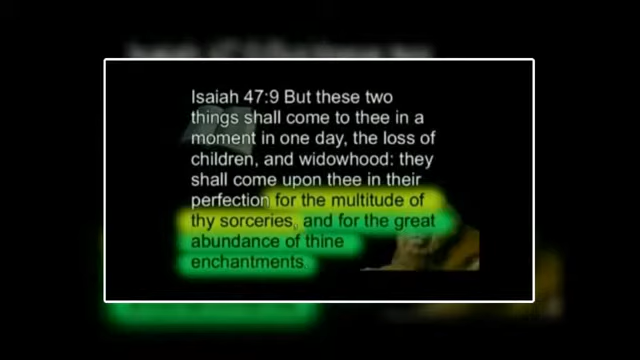 Isaiah 47:9 But these two
things shall come to thee in a
moment in one day, the loss of
children, and widowhood: they
shall come upon thee in their
perfection for the multitude of
thy sorceries, and for the great
abundance of thine
enchantments.